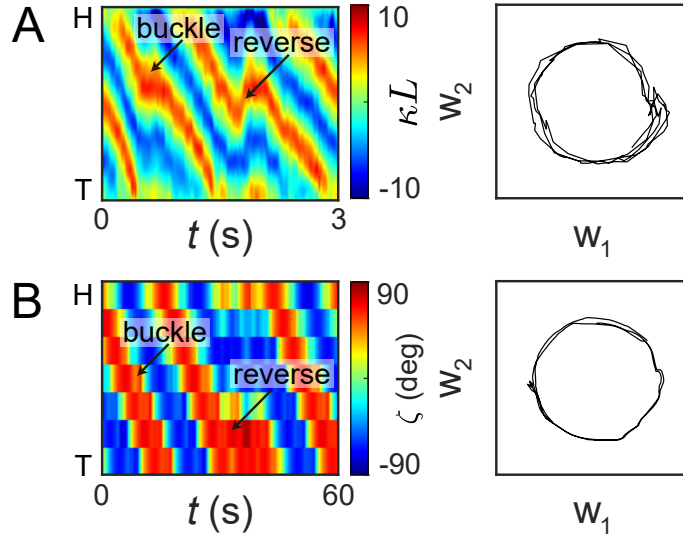 A
H
buckle
reverse
T
0
3
t (s)
10
κL
-10
w2
w1
B
H
buckle
reverse
T
0
60
t (s)
90
ζ (deg)
-90
w2
w1